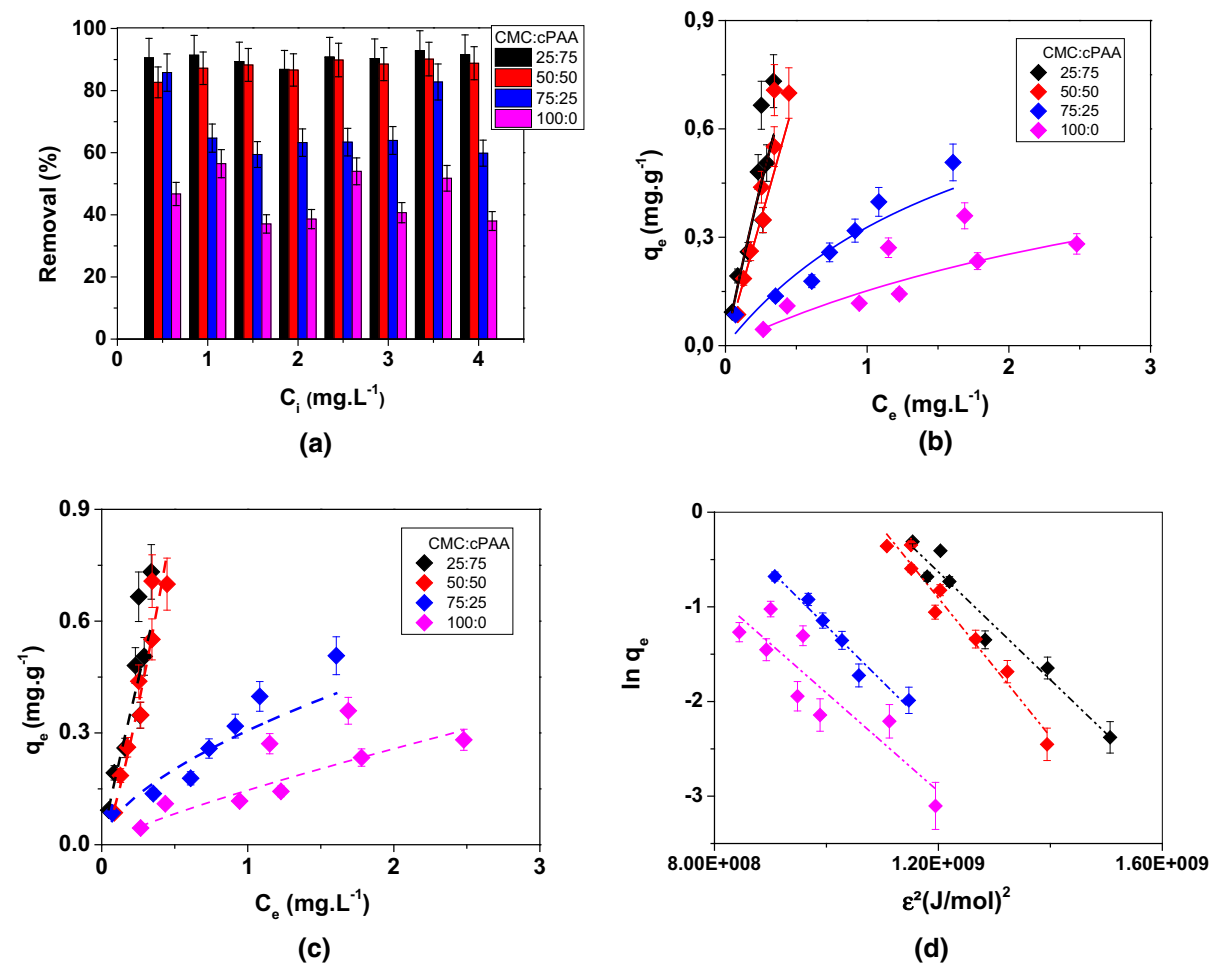 100
80
60
40
20
0
Removal (%)
0
1
2
3
4
C_i (mg.L⁻¹)
CMC:cPAA
25:75
50:50
75:25
100:0
(a)
0.9
0.6
0.3
0,0
q_e (mg.g⁻¹)
0
1
2
3
C_e (mg.L⁻¹)
CMC:cPAA
25:75
50:50
75:25
100:0
(b)
0.9
0.6
0.3
0.0
q_e (mg.g⁻¹)
0
1
2
3
C_e (mg.L⁻¹)
CMC:cPAA
25:75
50:50
75:25
100:0
(c)
0
-1
-2
-3
ln q_e
8.00E+008
1.20E+009
1.60E+009
ε²(J/mol)²
(d)